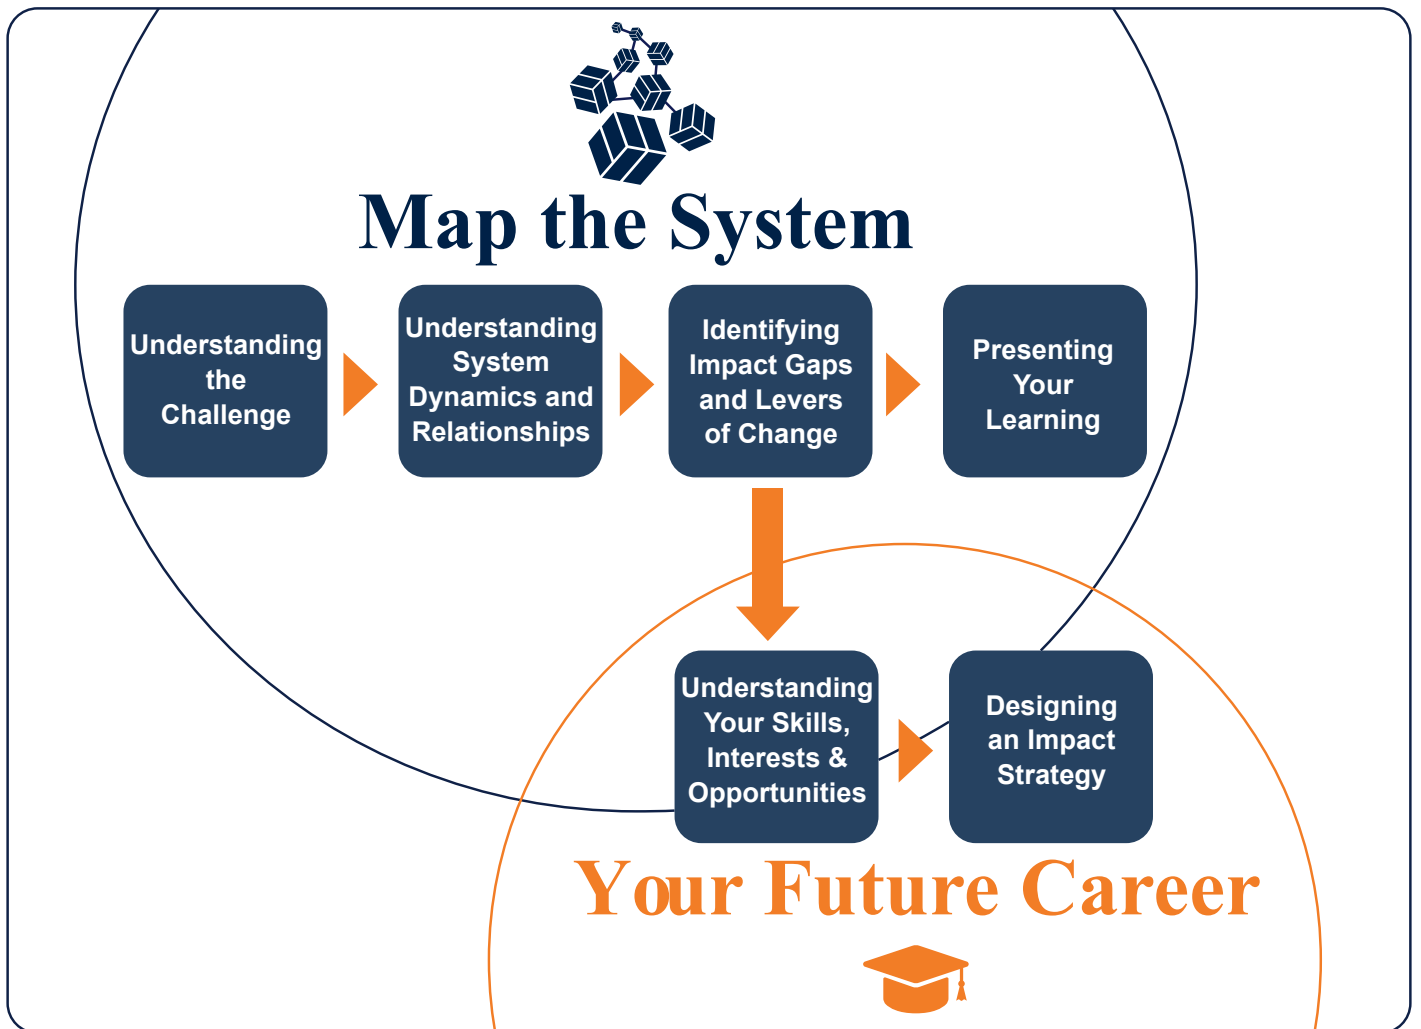 Map the System
Understanding
the
Challenge
Understanding
System
Dynamics and
Relationships
Identifying
Impact Gaps
and Levers
of Change
Presenting
Your
Learning
Understanding
Your Skills,
Interests &
Opportunities
Designing
an Impact
Strategy
Your Future Career